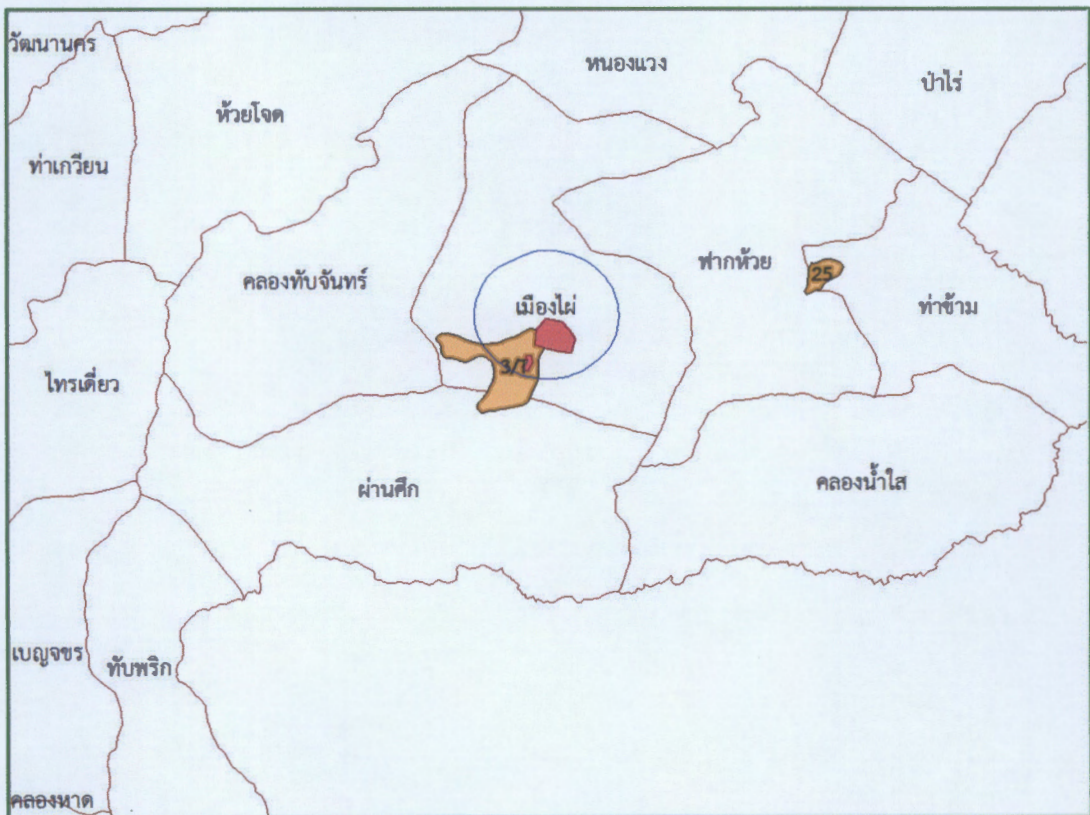 วัฒนานคร
หนองแวง
ป่าไร่
ห้วยโจด
ท่าเกวียน
คลองทับจันทร์
ฟากห้วย
25
เมืองไผ่
ท่าข้าม
ไทรเดี่ยว
ผ่านศึก
คลองน้ำใส
เบญจขร
ทับพริก
คลองหาด